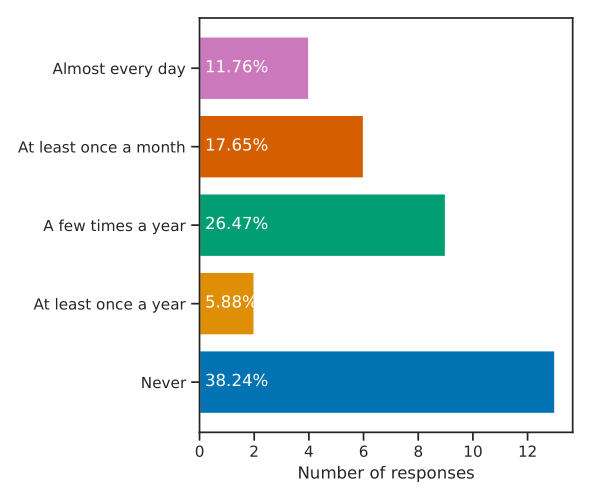 Almost every day 11.76%
At least once a month 17.65%
A few times a year 26.47%
At least once a year 5.88%
Never 38.24%
0 2 4 6 8 10 12
Number of responses